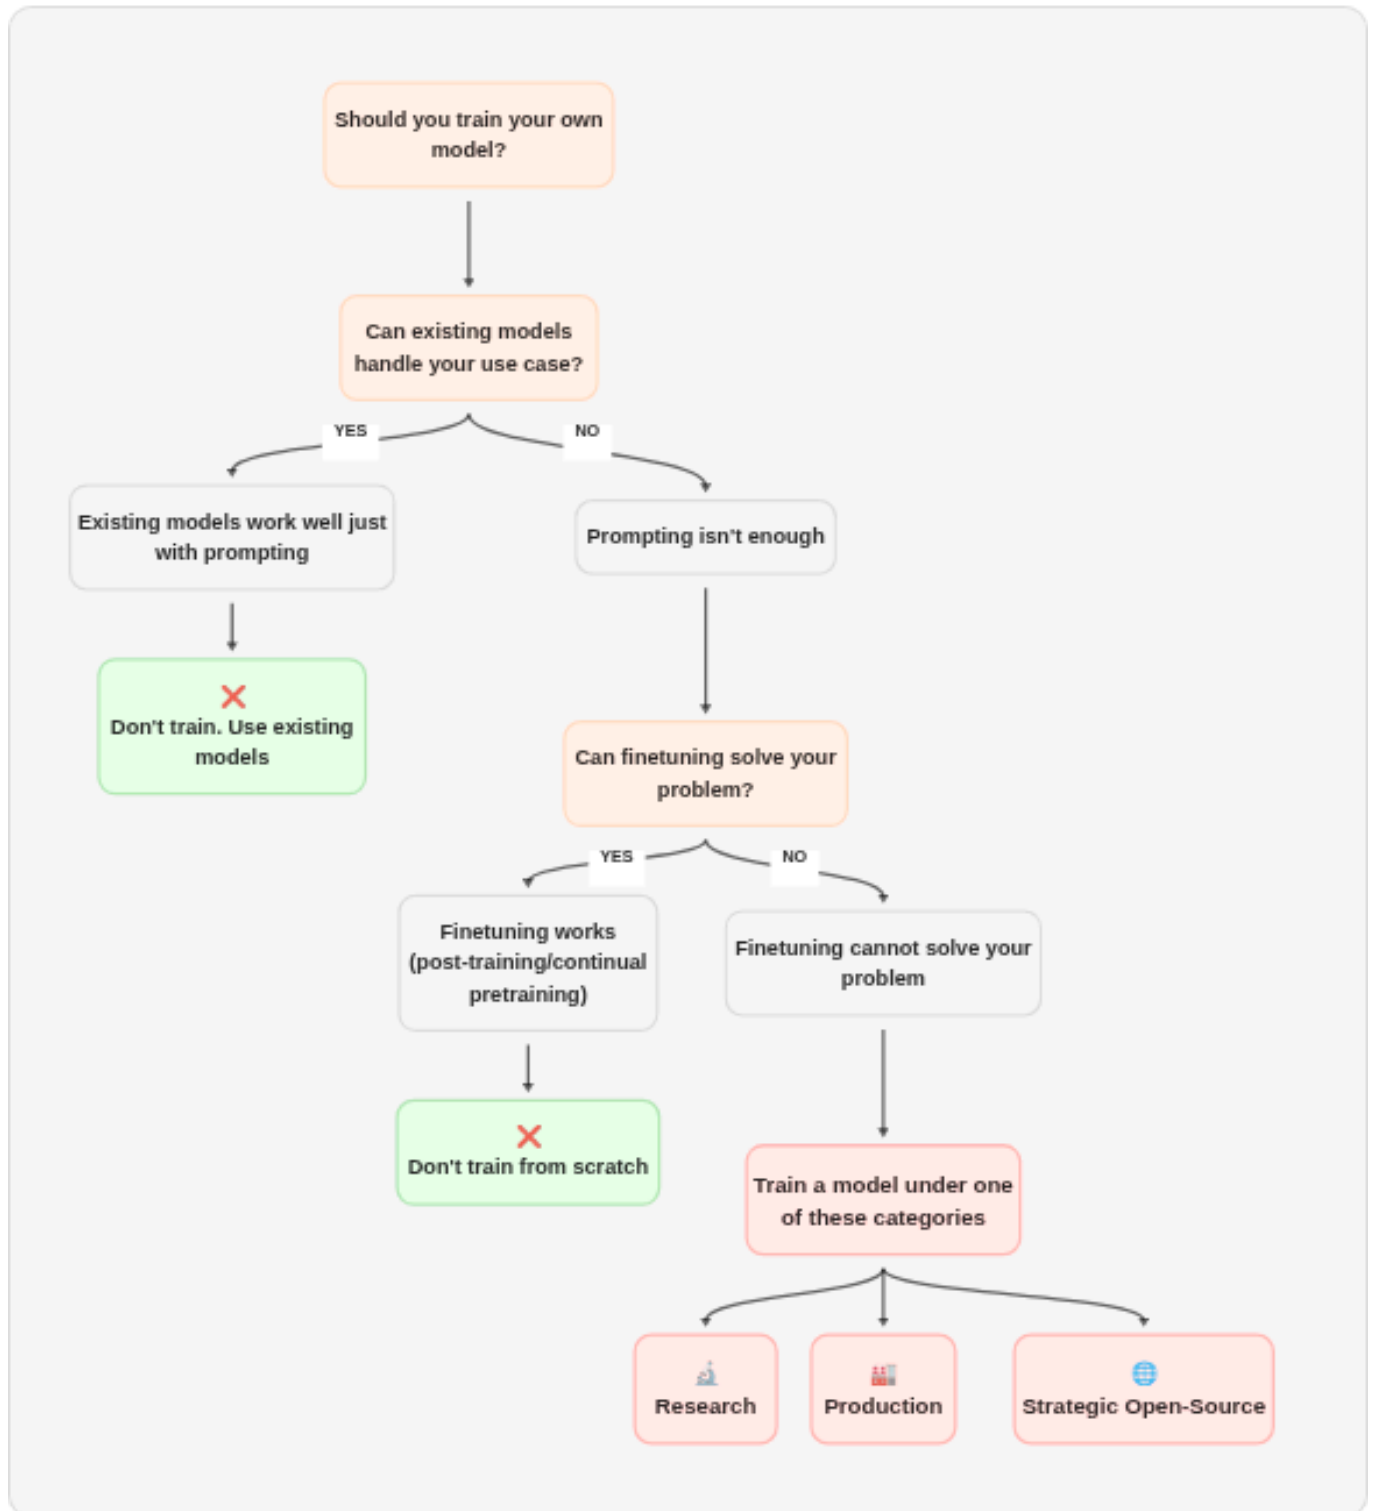 Should you train your own
model?
Can existing models
handle your use case?
YES
NO
Existing models work well just
with prompting
Prompting isn't enough
Don't train. Use existing
models
Can finetuning solve your
problem?
YES
NO
Finetuning works
(post-training/continual
pretraining)
Finetuning cannot solve your
problem
Don't train from scratch
Train a model under one
of these categories
Research
Production
Strategic Open-Source